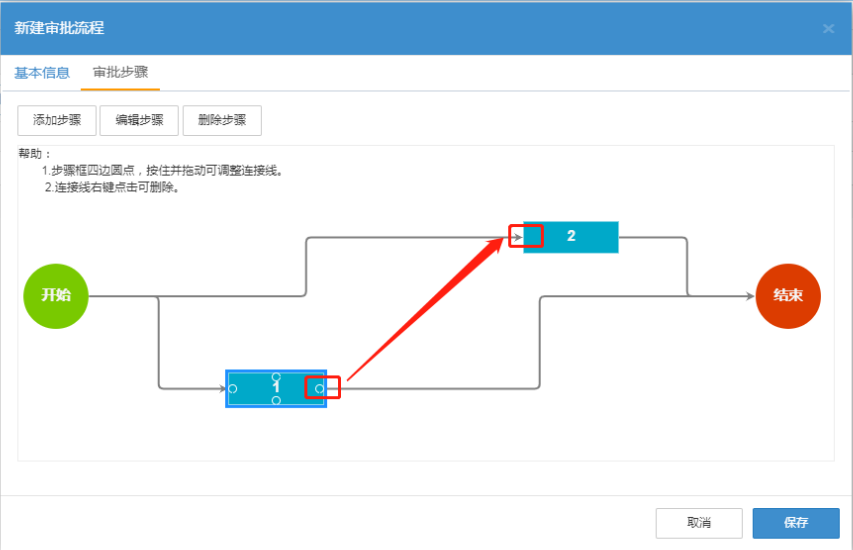 新建审批流程
基本信息 审批步骤
添加步骤 编辑步骤 删除步骤
帮助：
1.步骤框四边圆点，按住并拖动可调整连接线。
2.连接线右键点击可删除。
2
开始
结束
1
取消 保存